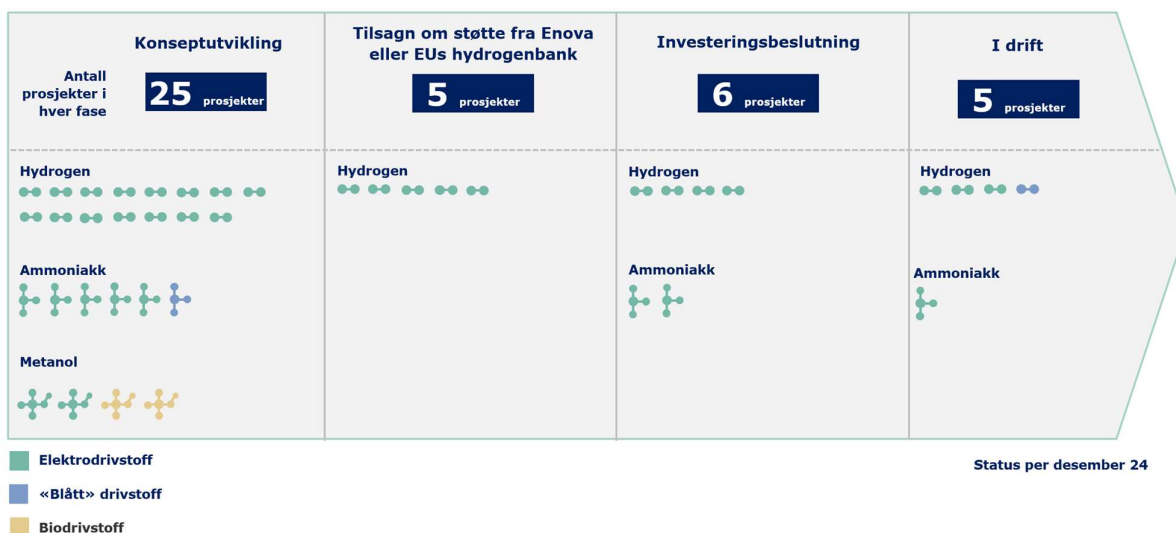 Konseptutvikling
Tilsagn om støtte fra Enova
eller EUs hydrogenbank
Investeringsbeslutning
I drift
Antall
prosjekter i
hver fase
25 prosjekter
5 prosjekter
6 prosjekter
5 prosjekter
Hydrogen
Hydrogen
Hydrogen
Hydrogen
Ammoniakk
Ammoniakk
Ammoniakk
Metanol
Elektrodrivstoff
«Blått» drivstoff
Biodrivstoff
Status per desember 24